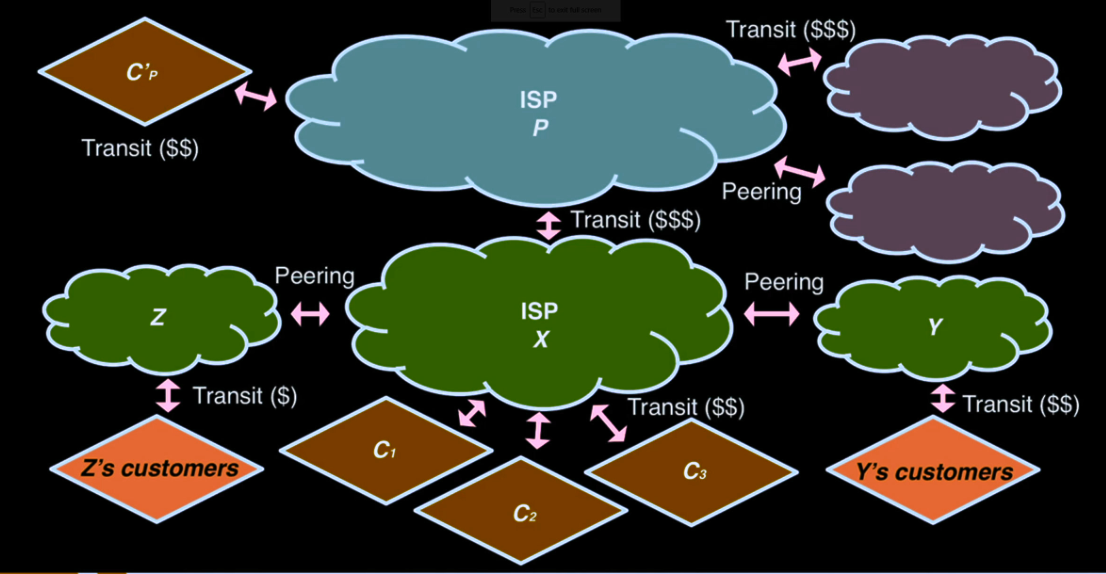 Press Esc to exit full screen
Transit ($$$)
C'P
ISP
P
Transit ($$)
Peering
Transit ($$$)
Peering
Peering
Z
ISP
X
Y
Transit ($)
Transit ($$)
Transit ($$)
C1
Z's customers
C3
Y's customers
C2